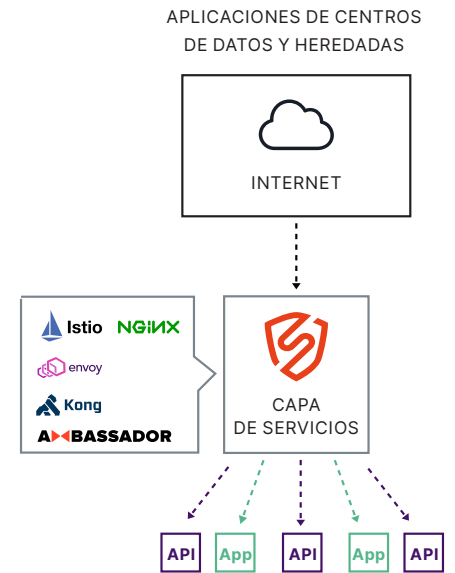 APLICACIONES DE CENTROS
DE DATOS Y HEREDADAS
INTERNET
Istio NGINX
envoy
Kong
AMBASSADOR
CAPA
DE SERVICIOS
API App API App API